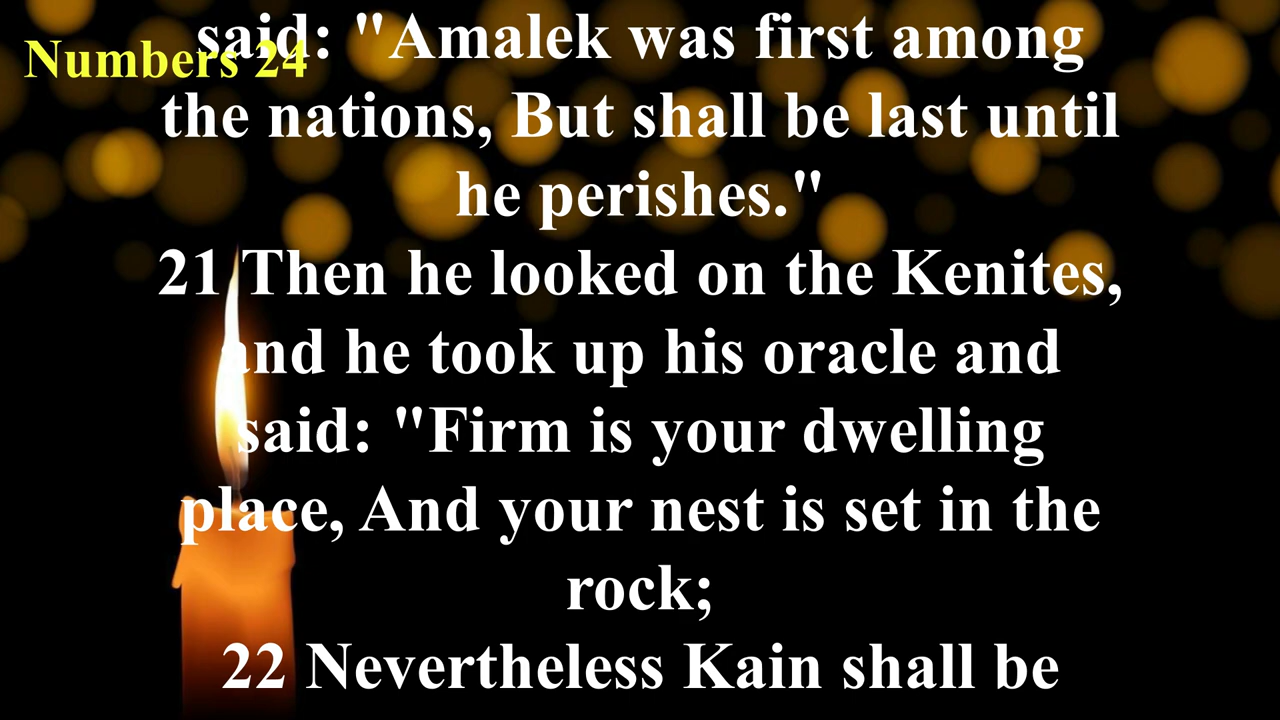 Numbers 24
said: "Amalek was first among
the nations, But shall be last until
he perishes."
21 Then he looked on the Kenites,
and he took up his oracle and
said: "Firm is your dwelling
place, And your nest is set in the
rock;
22 Nevertheless Kain shall be